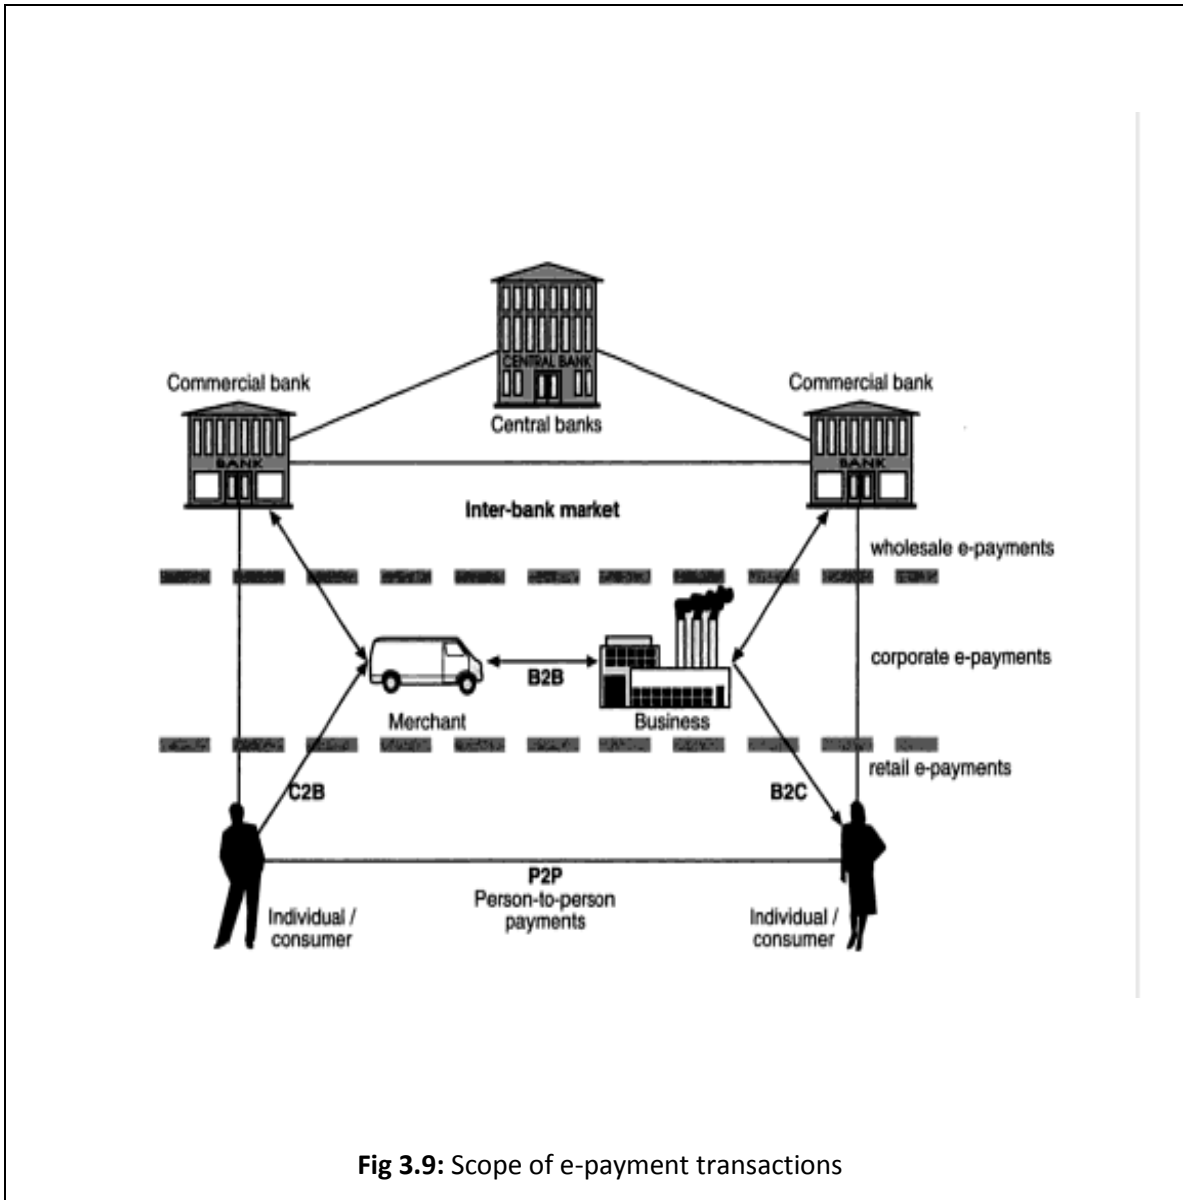 CENTRAL BANK
Commercial bank
Commercial bank
Central banks
BANK
BANK
Inter-bank market
wholesale e-payments
B2B
corporate e-payments
Merchant
Business
retail e-payments
C2B
B2C
P2P
Person-to-person
payments
Individual /
consumer
Individual /
consumer
Fig 3.9: Scope of e-payment transactions